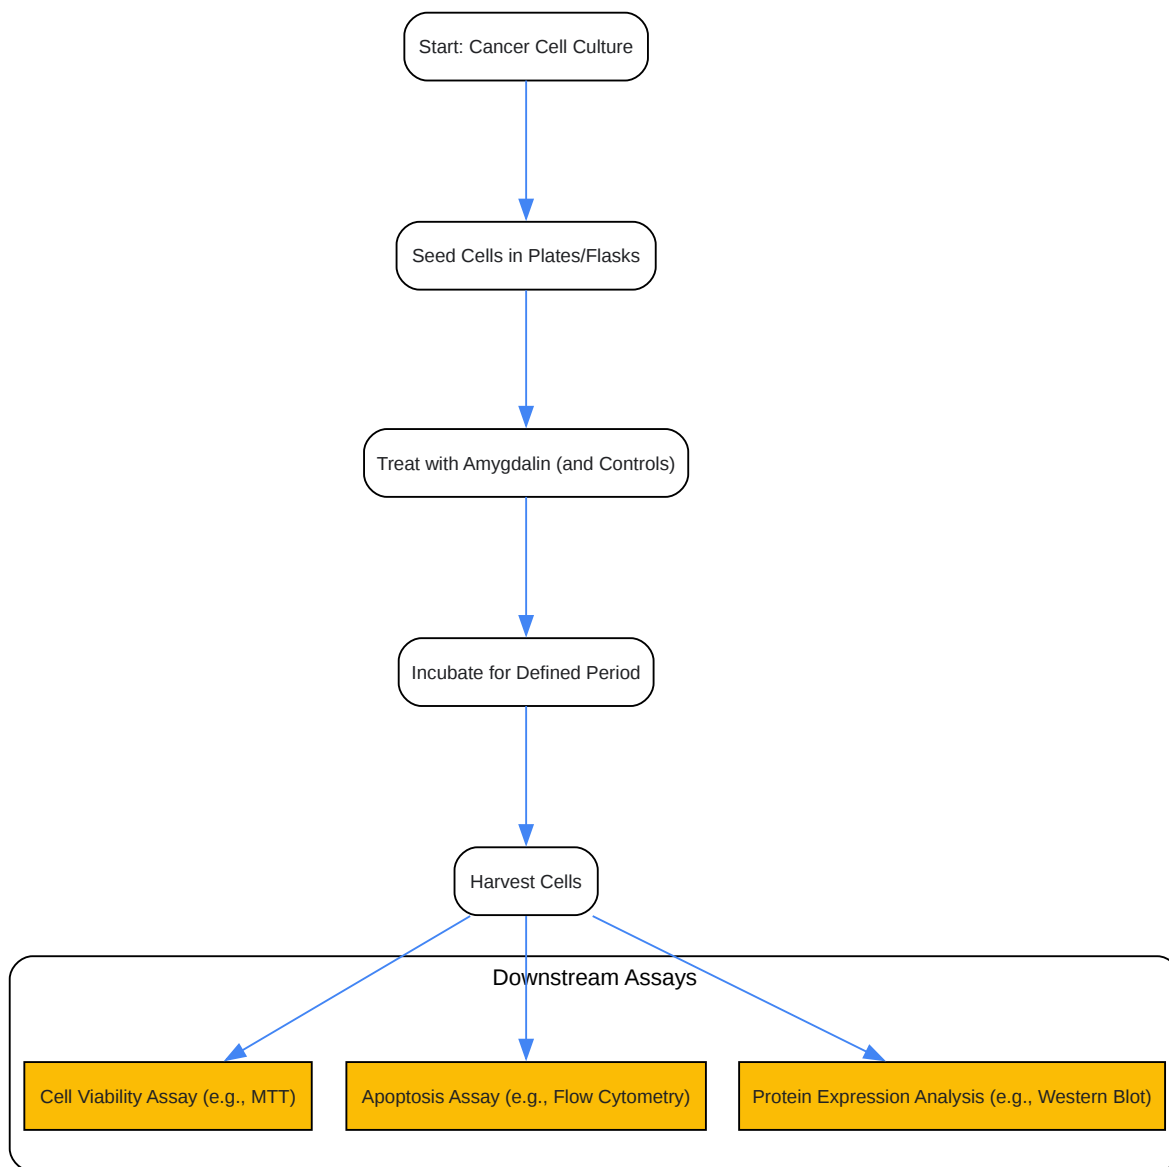 Start: Cancer Cell Culture
Seed Cells in Plates/Flasks
Treat with Amygdalin (and Controls)
Incubate for Defined Period
Harvest Cells
Downstream Assays
Cell Viability Assay (e.g., MTT)
Apoptosis Assay (e.g., Flow Cytometry)
Protein Expression Analysis (e.g., Western Blot)